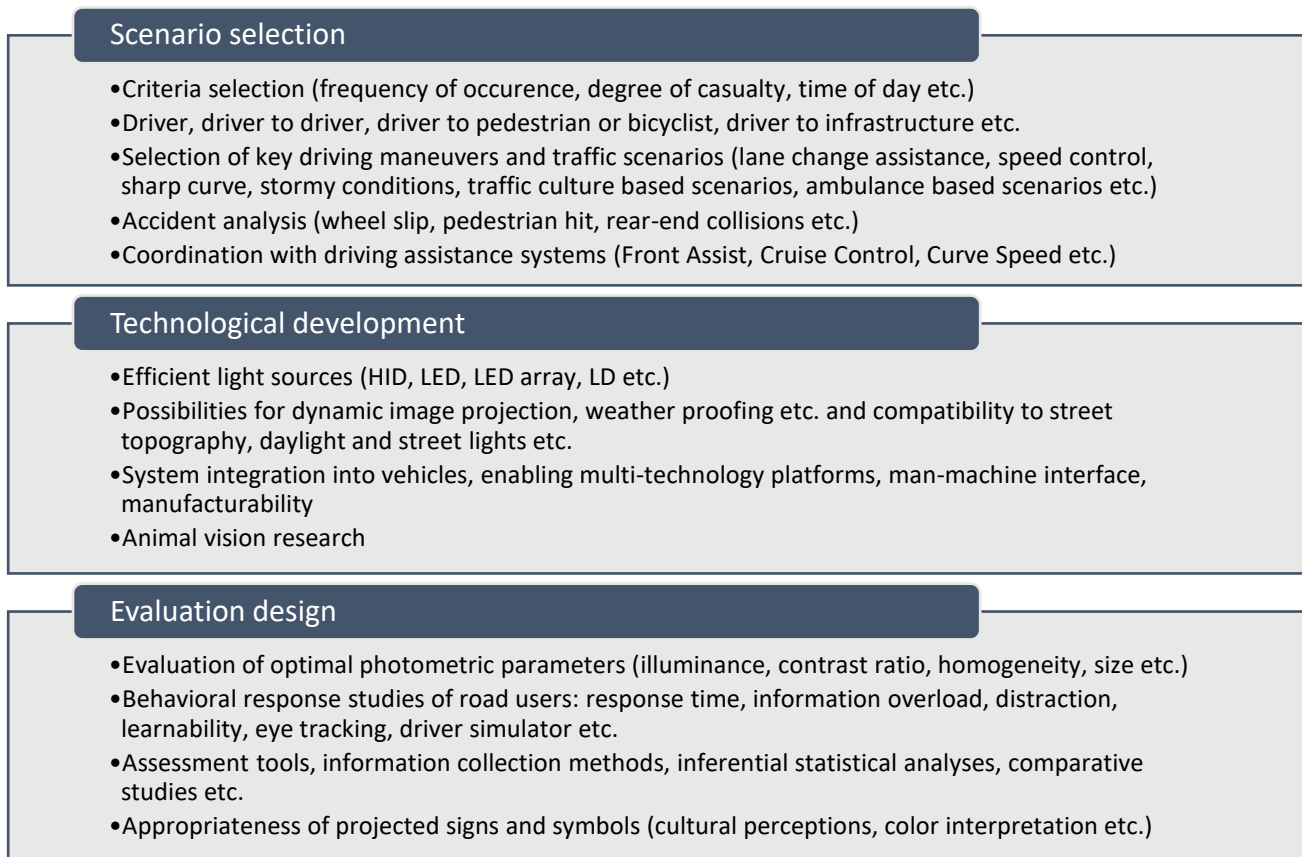 Scenario selection
•Criteria selection (frequency of occurence, degree of casualty, time of day etc.)
•Driver, driver to driver, driver to pedestrian or bicyclist, driver to infrastructure etc.
•Selection of key driving maneuvers and traffic scenarios (lane change assistance, speed control,
sharp curve, stormy conditions, traffic culture based scenarios, ambulance based scenarios etc.)
•Accident analysis (wheel slip, pedestrian hit, rear-end collisions etc.)
•Coordination with driving assistance systems (Front Assist, Cruise Control, Curve Speed etc.)
Technological development
•Efficient light sources (HID, LED, LED array, LD etc.)
•Possibilities for dynamic image projection, weather proofing etc. and compatibility to street
topography, daylight and street lights etc.
•System integration into vehicles, enabling multi-technology platforms, man-machine interface,
manufacturability
•Animal vision research
Evaluation design
•Evaluation of optimal photometric parameters (illuminance, contrast ratio, homogeneity, size etc.)
•Behavioral response studies of road users: response time, information overload, distraction,
learnability, eye tracking, driver simulator etc.
•Assessment tools, information collection methods, inferential statistical analyses, comparative
studies etc.
•Appropriateness of projected signs and symbols (cultural perceptions, color interpretation etc.)